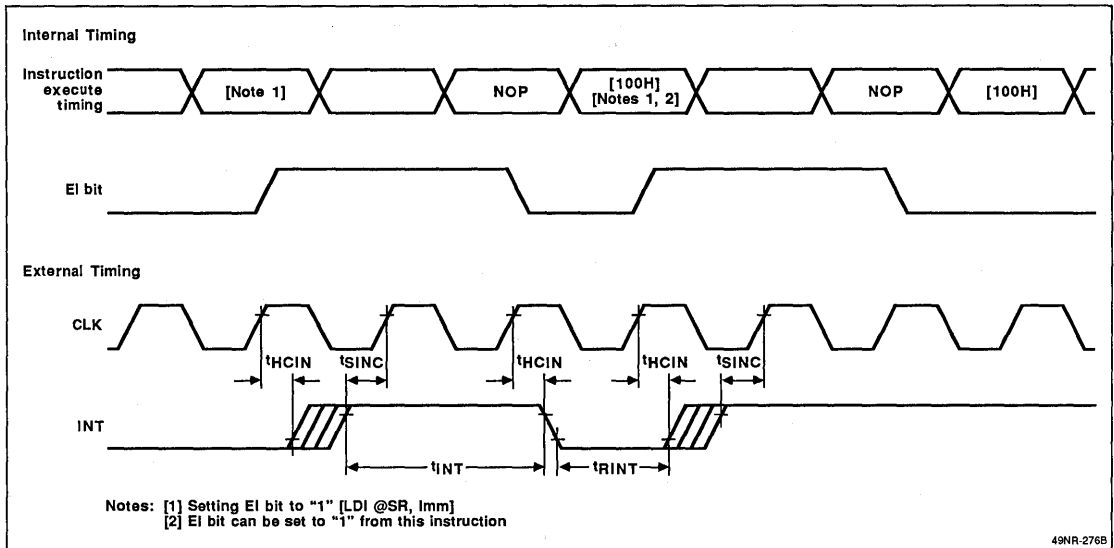 Internal Timing
Instruction
execute
timing
[Note 1]
NOP
[100H]
[Notes 1, 2]
NOP
[100H]
EI bit
External Timing
CLK
tHCIN
tSINC
tHCIN
tHCIN
tSINC
INT
tINT
tRINT
Notes: [1] Setting EI bit to "1" [LDI @SR, Imm]
[2] EI bit can be set to "1" from this instruction
49NR-276B